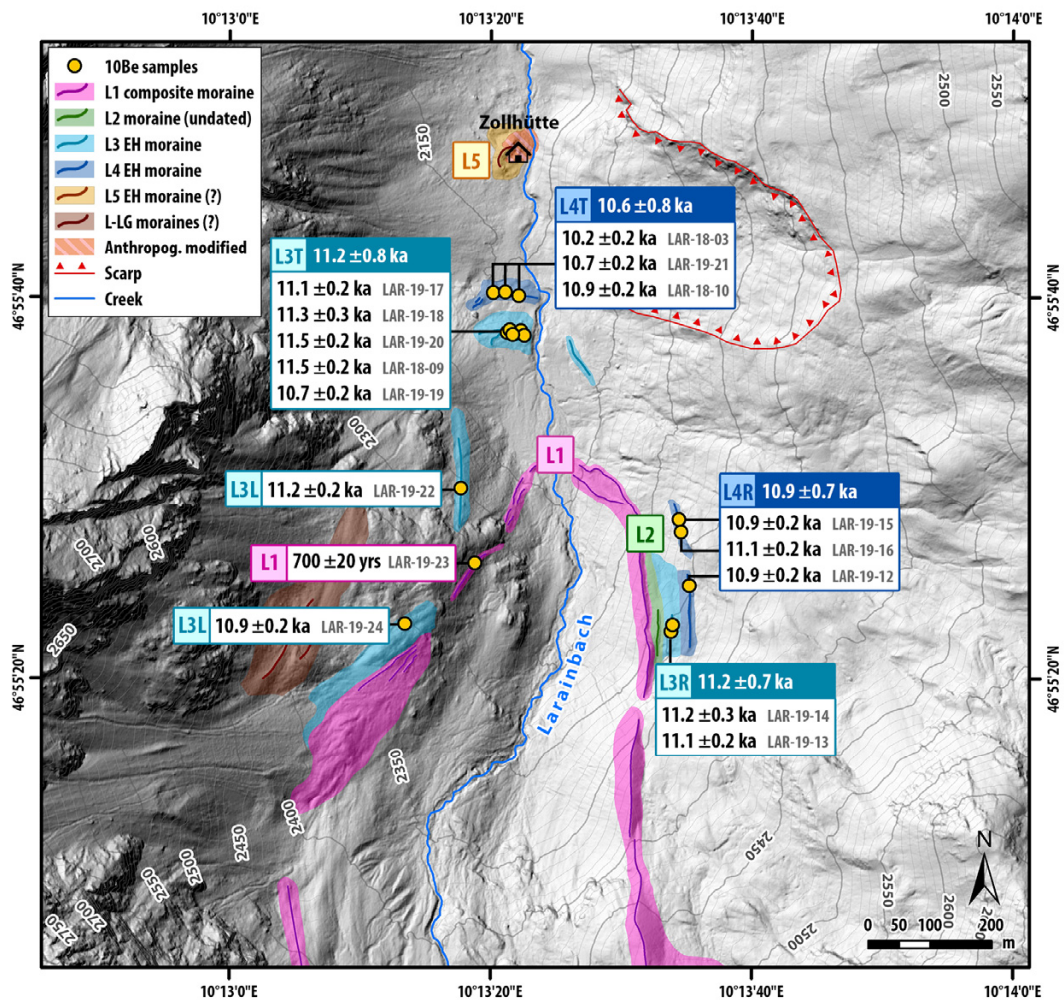 10°13'0"E
10°13'20"E
10°13'40"E
10°14'0"E
10Be samples
L1 composite moraine
L2 moraine (undated)
L3 EH moraine
L4 EH moraine
L5 EH moraine (?)
L-LG moraines (?)
Anthropog. modified
Scarp
Creek
2150
Zollhütte
L5
2500
2550
L4T 10.6 ±0.8 ka
10.2 ±0.2 ka LAR-18-03
10.7 ±0.2 ka LAR-19-21
10.9 ±0.2 ka LAR-18-10
L3T 11.2 ±0.8 ka
11.1 ±0.2 ka LAR-19-17
11.3 ±0.3 ka LAR-19-18
11.5 ±0.2 ka LAR-19-20
11.5 ±0.2 ka LAR-18-09
10.7 ±0.2 ka LAR-19-19
46°55'40"N
46°55'40"N
2300
L1
L3L 11.2 ±0.2 ka LAR-19-22
L4R 10.9 ±0.7 ka
10.9 ±0.2 ka LAR-19-15
11.1 ±0.2 ka LAR-19-16
10.9 ±0.2 ka LAR-19-12
L2
2600
2700
L1 700 ±20 yrs LAR-19-23
L3L 10.9 ±0.2 ka LAR-19-24
2650
Larainbach
46°55'20"N
46°55'20"N
L3R 11.2 ±0.7 ka
11.2 ±0.3 ka LAR-19-14
11.1 ±0.2 ka LAR-19-13
2350
2400
2450
2500
2550
2700
2750
2450
2500
2550
2600
N
0 50 100 200
m
10°13'0"E
10°13'20"E
10°13'40"E
10°14'0"E